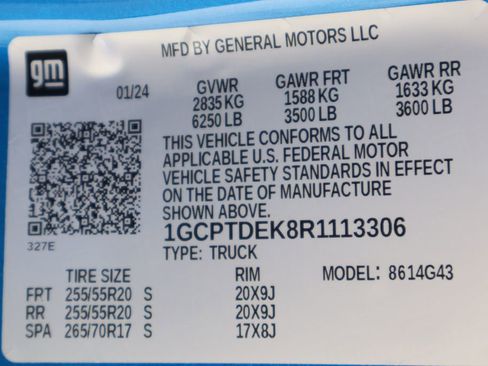 MFD BY GENERAL MOTORS LLC
gm
01/24 GVWR GAWR FRT GAWR RR
2835 KG 1588 KG 1633 KG
6250 LB 3500 LB 3600 LB
THIS VEHICLE CONFORMS TO ALL
APPLICABLE U.S. FEDERAL MOTOR
VEHICLE SAFETY STANDARDS IN EFFECT
ON THE DATE OF MANUFACTURE
SHOWN ABOVE.
327E
1GCPTDEK8R1113306
TYPE: TRUCK
TIRE SIZE RIM MODEL: 8614G43
FRT 255/55R20 S 20X9J
RR 255/55R20 S 20X9J
SPA 265/70R17 S 17X8J